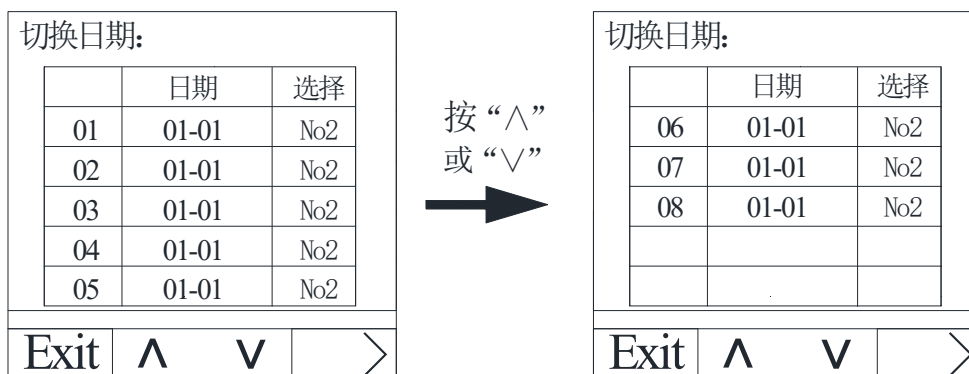 切换日期:
日期 选择
01 01-01 No2
02 01-01 No2
03 01-01 No2
04 01-01 No2
05 01-01 No2
Exit ∧ ∨ >
按“∧”
或“∨”
切换日期:
日期 选择
06 01-01 No2
07 01-01 No2
08 01-01 No2
Exit ∧ ∨ >